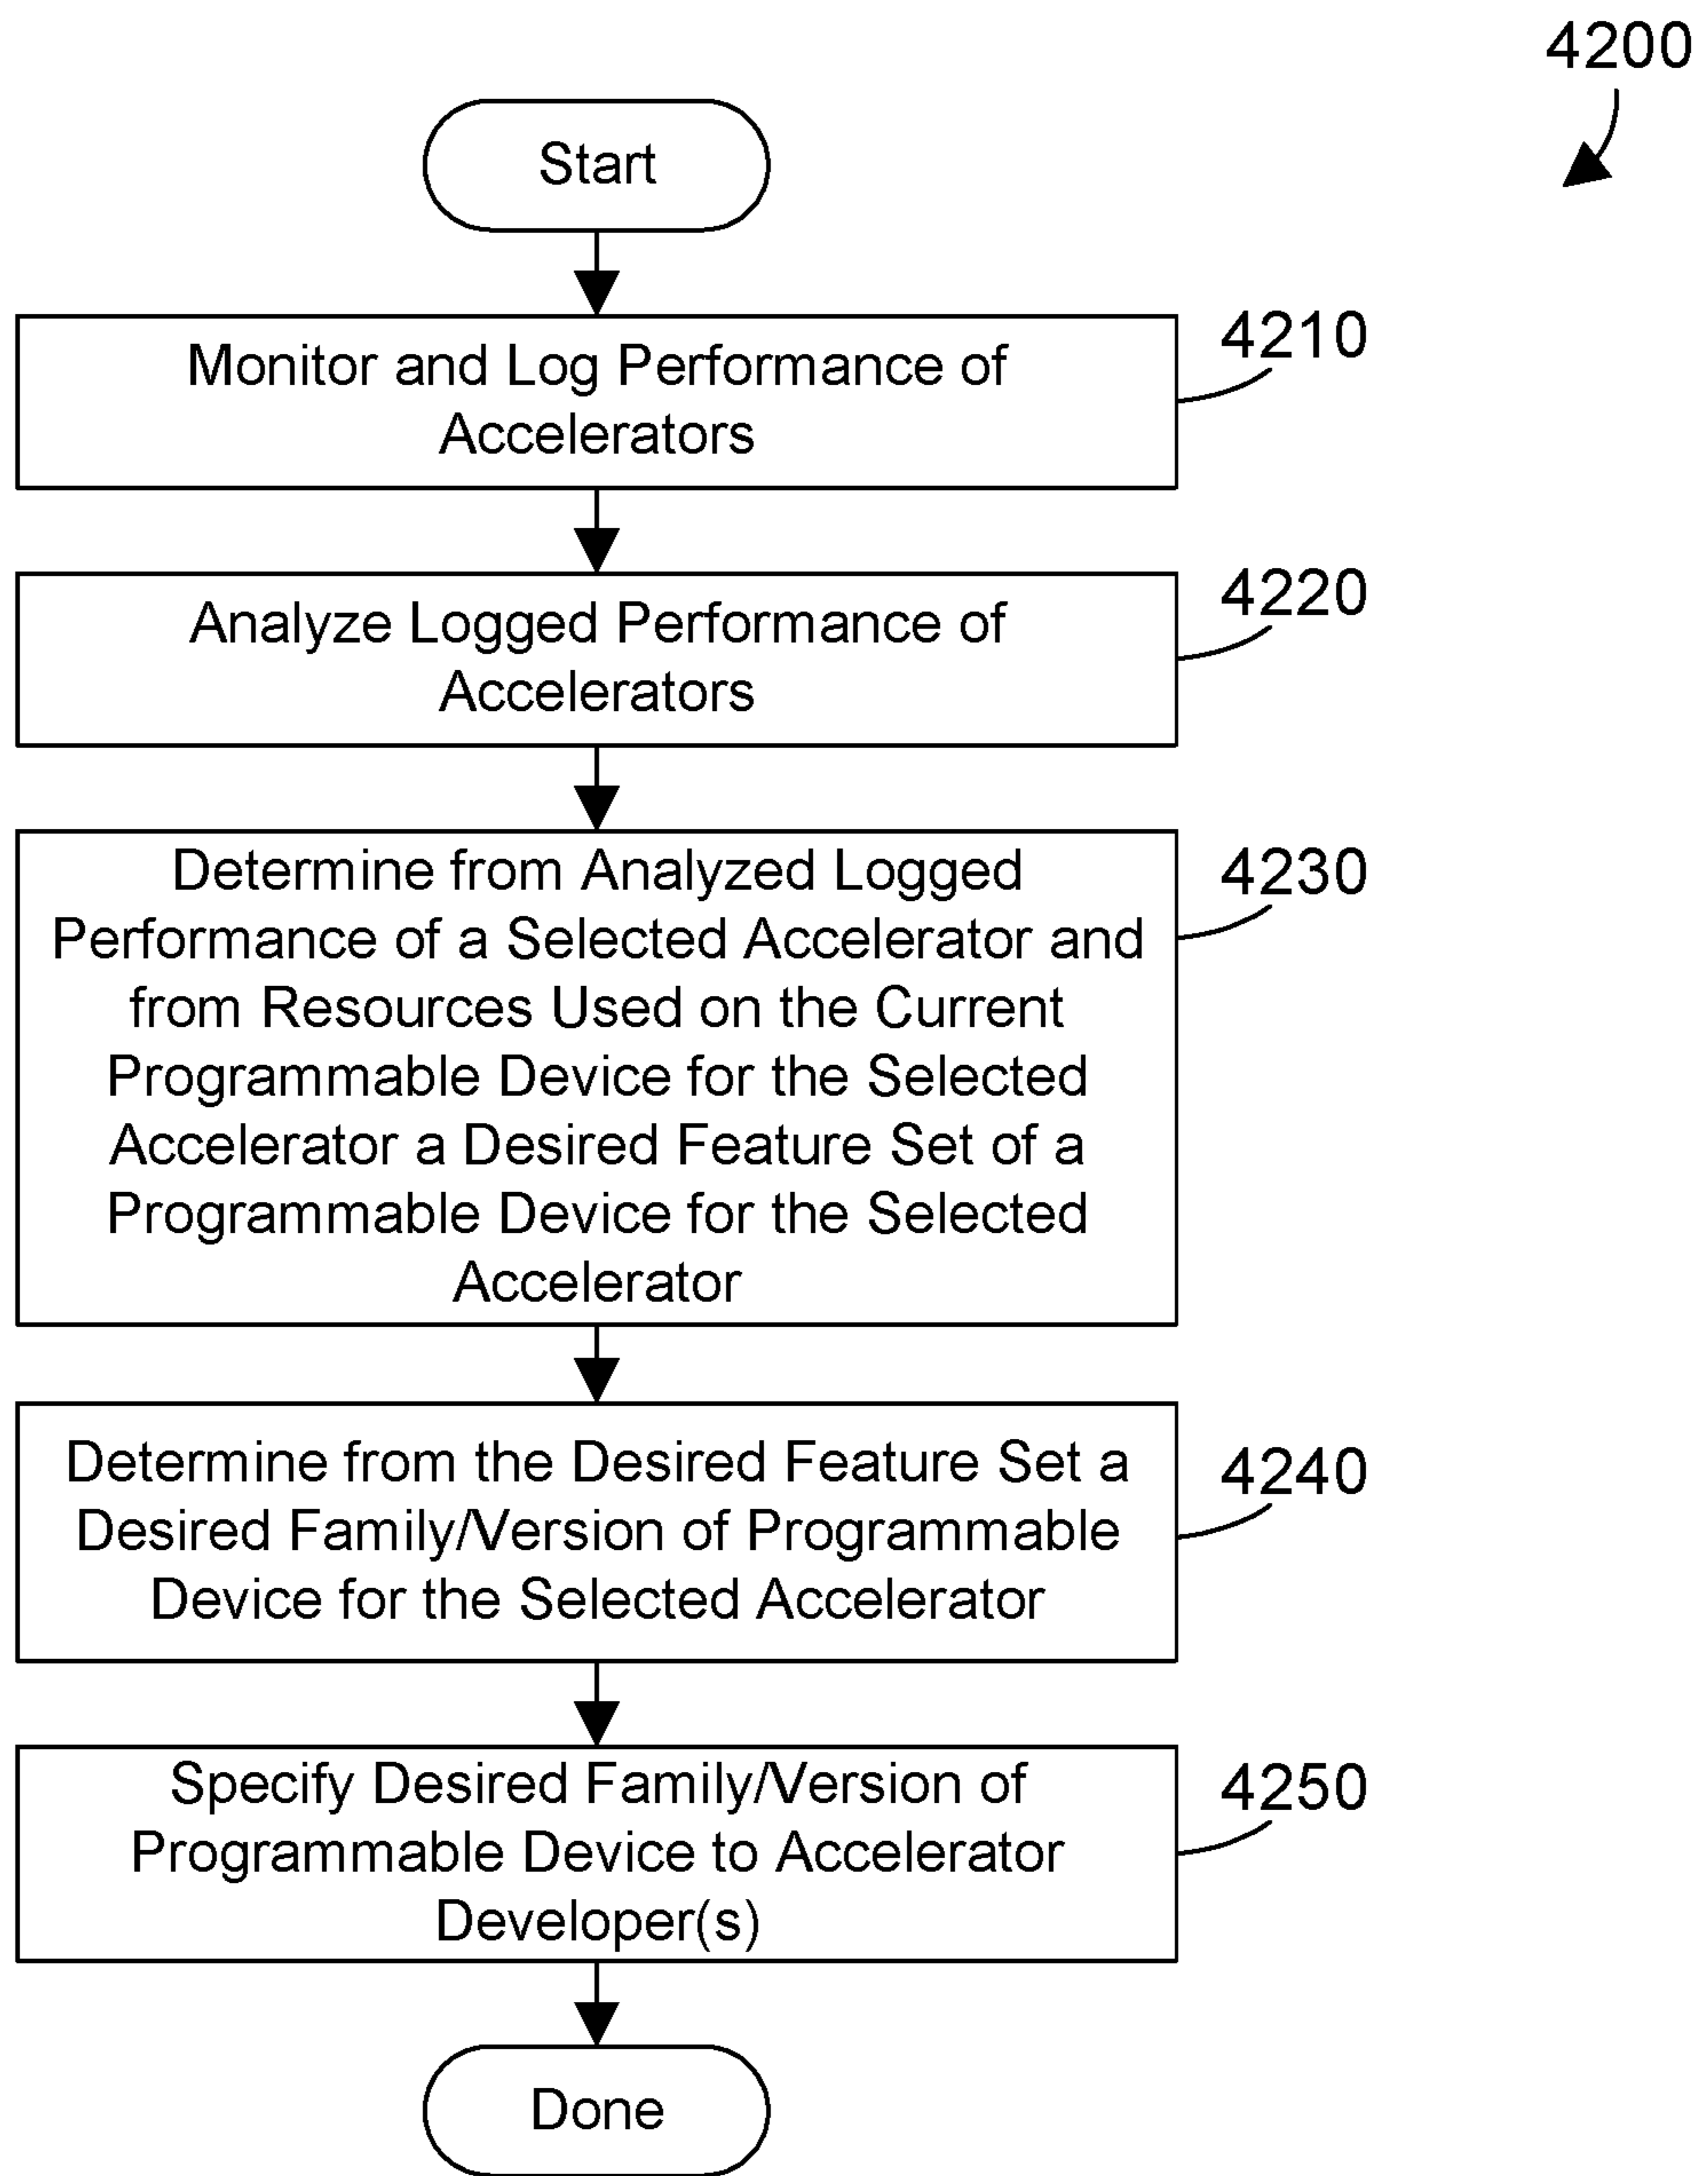 4200
Start
Monitor and Log Performance of
Accelerators
4210
Analyze Logged Performance of
Accelerators
4220
Determine from Analyzed Logged
Performance of a Selected Accelerator and
from Resources Used on the Current
Programmable Device for the Selected
Accelerator a Desired Feature Set of a
Programmable Device for the Selected
Accelerator
4230
Determine from the Desired Feature Set a
Desired Family/Version of Programmable
Device for the Selected Accelerator
4240
Specify Desired Family/Version of
Programmable Device to Accelerator
Developer(s)
4250
Done